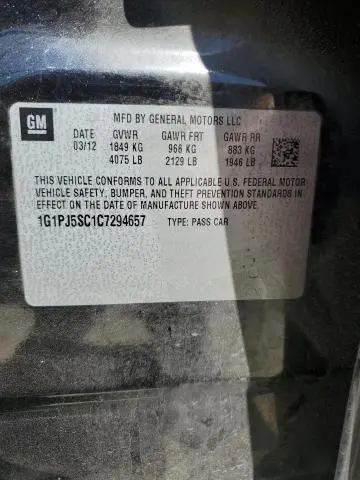 GM
MFD BY GENERAL MOTORS LLC
DATE GVWR GAWR FRT GAWR RR
03/12 1849 KG 966 KG 883 KG
4075 LB 2129 LB 1946 LB
THIS VEHICLE CONFORMS TO ALL APPLICABLE U.S. FEDERAL MOTOR
VEHICLE SAFETY, BUMPER, AND THEFT PREVENTION STANDARDS IN
EFFECT ON THE DATE OF MANUFACTURE SHOWN ABOVE.
1G1PJ5SC1C7294657 TYPE: PASS CAR